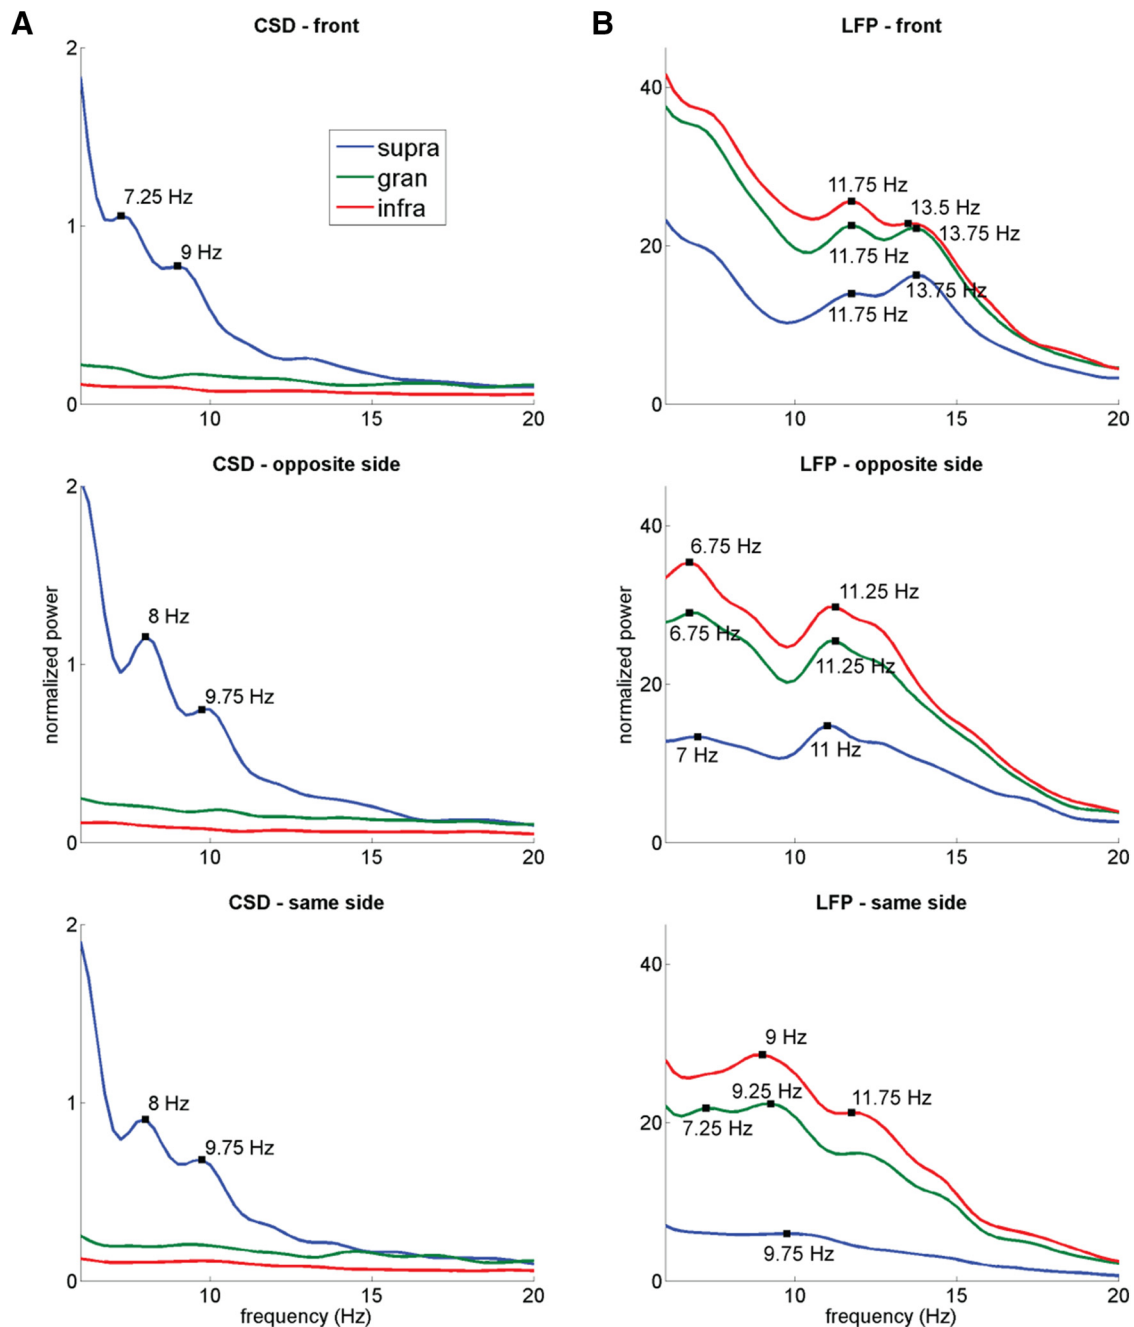 A
B
CSD - front
2
1
0
10
15
20
7.25 Hz
9 Hz
supra
gran
infra
LFP - front
40
20
0
10
15
20
11.75 Hz
13.5 Hz
13.75 Hz
11.75 Hz
13.75 Hz
11.75 Hz
CSD - opposite side
normalized power
2
1
0
10
15
20
8 Hz
9.75 Hz
LFP - opposite side
normalized power
40
20
0
10
15
20
6.75 Hz
11.25 Hz
6.75 Hz
11.25 Hz
7 Hz
11 Hz
CSD - same side
2
1
0
10
15
20
8 Hz
9.75 Hz
frequency (Hz)
LFP - same side
40
20
0
10
15
20
9 Hz
9.25 Hz
11.75 Hz
7.25 Hz
9.75 Hz
frequency (Hz)